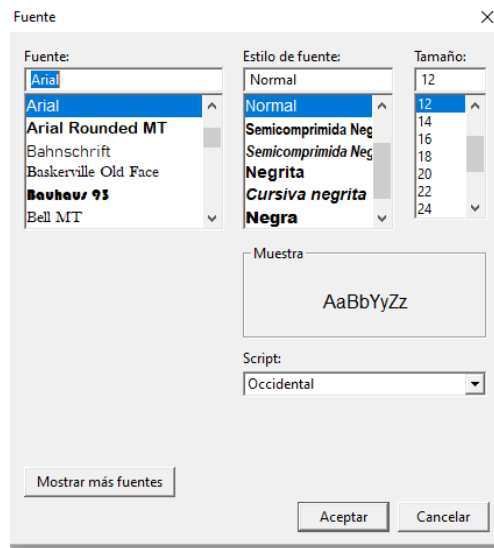 Fuente
Fuente:
Arial
Arial
Arial Rounded MT
Bahnschrift
Baskerville Old Face
Bauhaus 93
Bell MT
Estilo de fuente:
Normal
Normal
Semicomprimida Neg
Semicomprimida Neg
Negrita
Cursiva negrita
Negra
Tamaño:
12
12
14
16
18
20
22
24
Muestra
AaBbYyZz
Script:
Occidental
Mostrar más fuentes
Aceptar
Cancelar